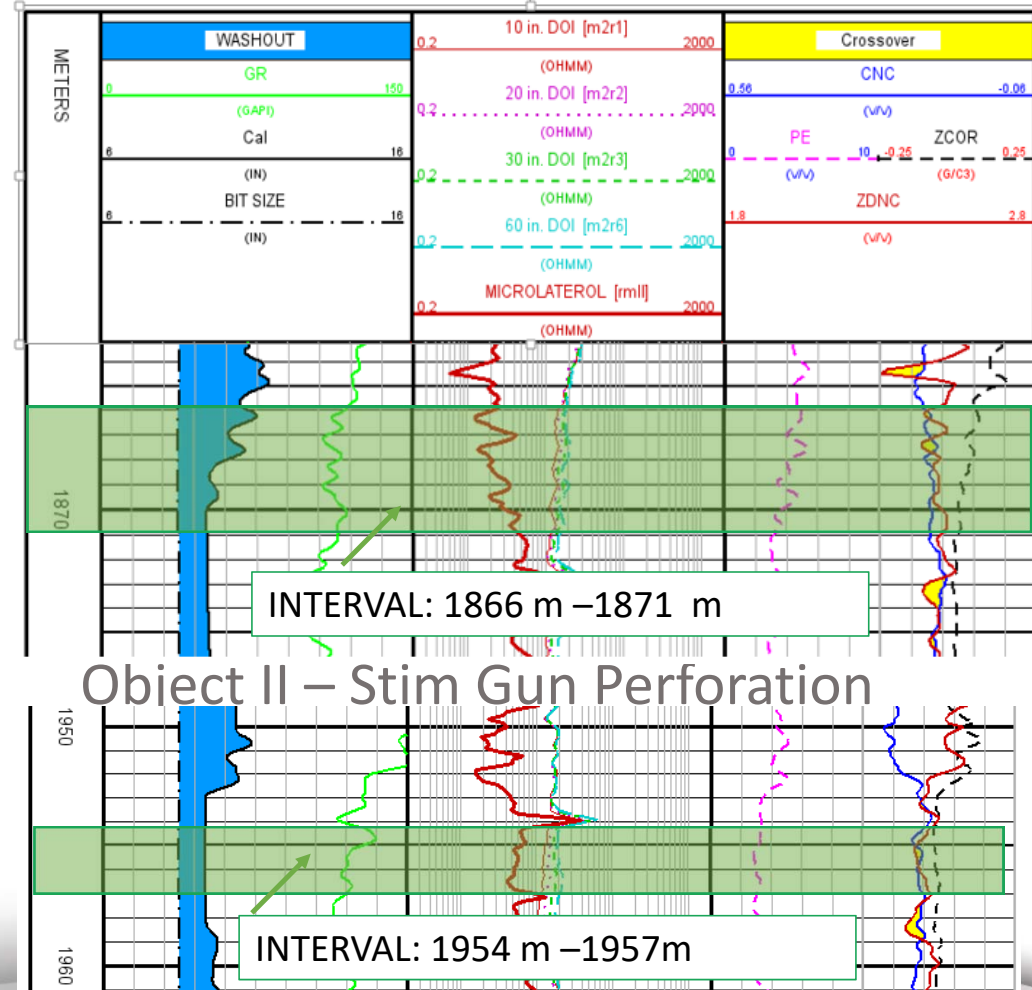 METERS
WASHOUT
GR
0 150
(GAPI)
Cal
6 16
(IN)
BIT SIZE
6 16
(IN)
10 in. DOI [m2r1]
0.2 2000
(OHMM)
20 in. DOI [m2r2]
0.2 2000
(OHMM)
30 in. DOI [m2r3]
0.2 2000
(OHMM)
60 in. DOI [m2r6]
0.2 2000
(OHMM)
MICROLATEROL [rmll]
0.2 2000
(OHMM)
Crossover
CNC
0.56 -0.06
(V/V)
PE ZCOR
0 10 -0.25 0.25
(V/V) (G/C3)
ZDNC
1.8 2.8
(V/V)
1870
INTERVAL: 1866 m –1871 m
Object II – Stim Gun Perforation
1950
INTERVAL: 1954 m –1957m
1960